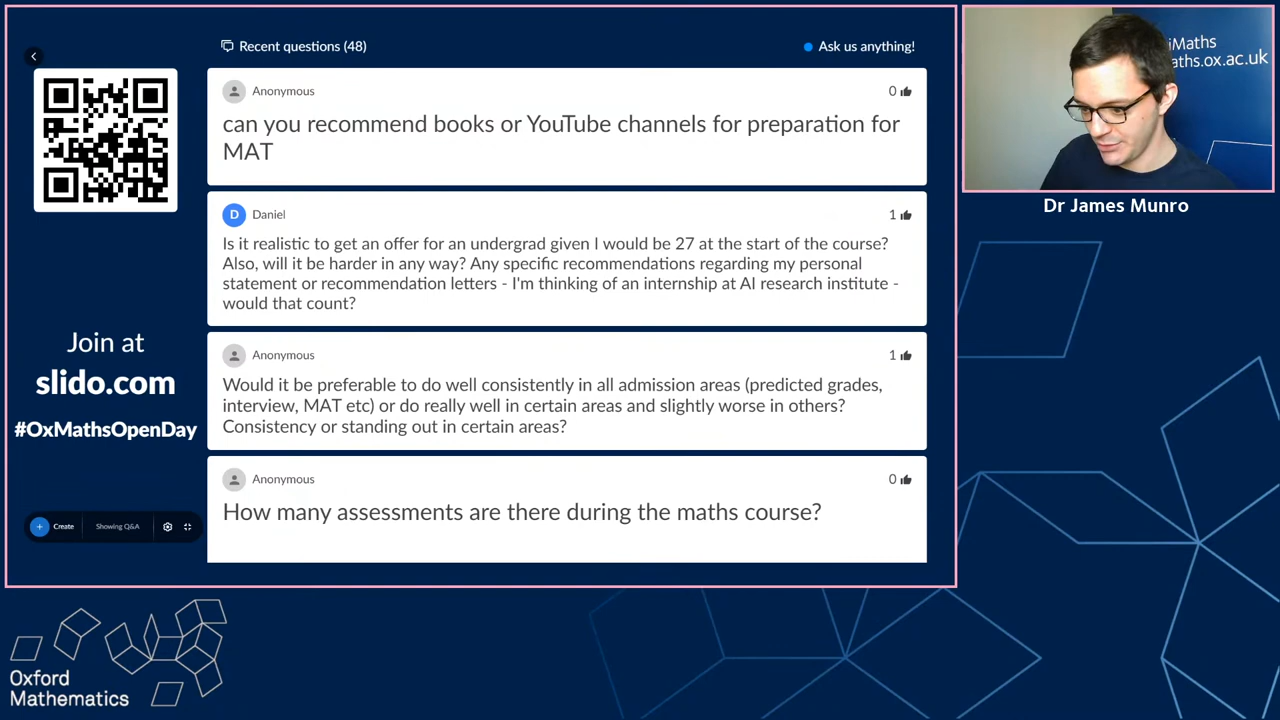 Recent questions (48)
Ask us anything!
Anonymous
0
can you recommend books or YouTube channels for preparation for
MAT
D Daniel
1
Is it realistic to get an offer for an undergrad given I would be 27 at the start of the course?
Also, will it be harder in any way? Any specific recommendations regarding my personal
statement or recommendation letters - I'm thinking of an internship at AI research institute -
would that count?
Anonymous
1
Would it be preferable to do well consistently in all admission areas (predicted grades,
interview, MAT etc) or do really well in certain areas and slightly worse in others?
Consistency or standing out in certain areas?
Anonymous
0
How many assessments are there during the maths course?
Join at
slido.com
#OxMathsOpenDay
+ Create
Showing Q&A
iMaths
aths.ox.ac.uk
Dr James Munro
Oxford
Mathematics